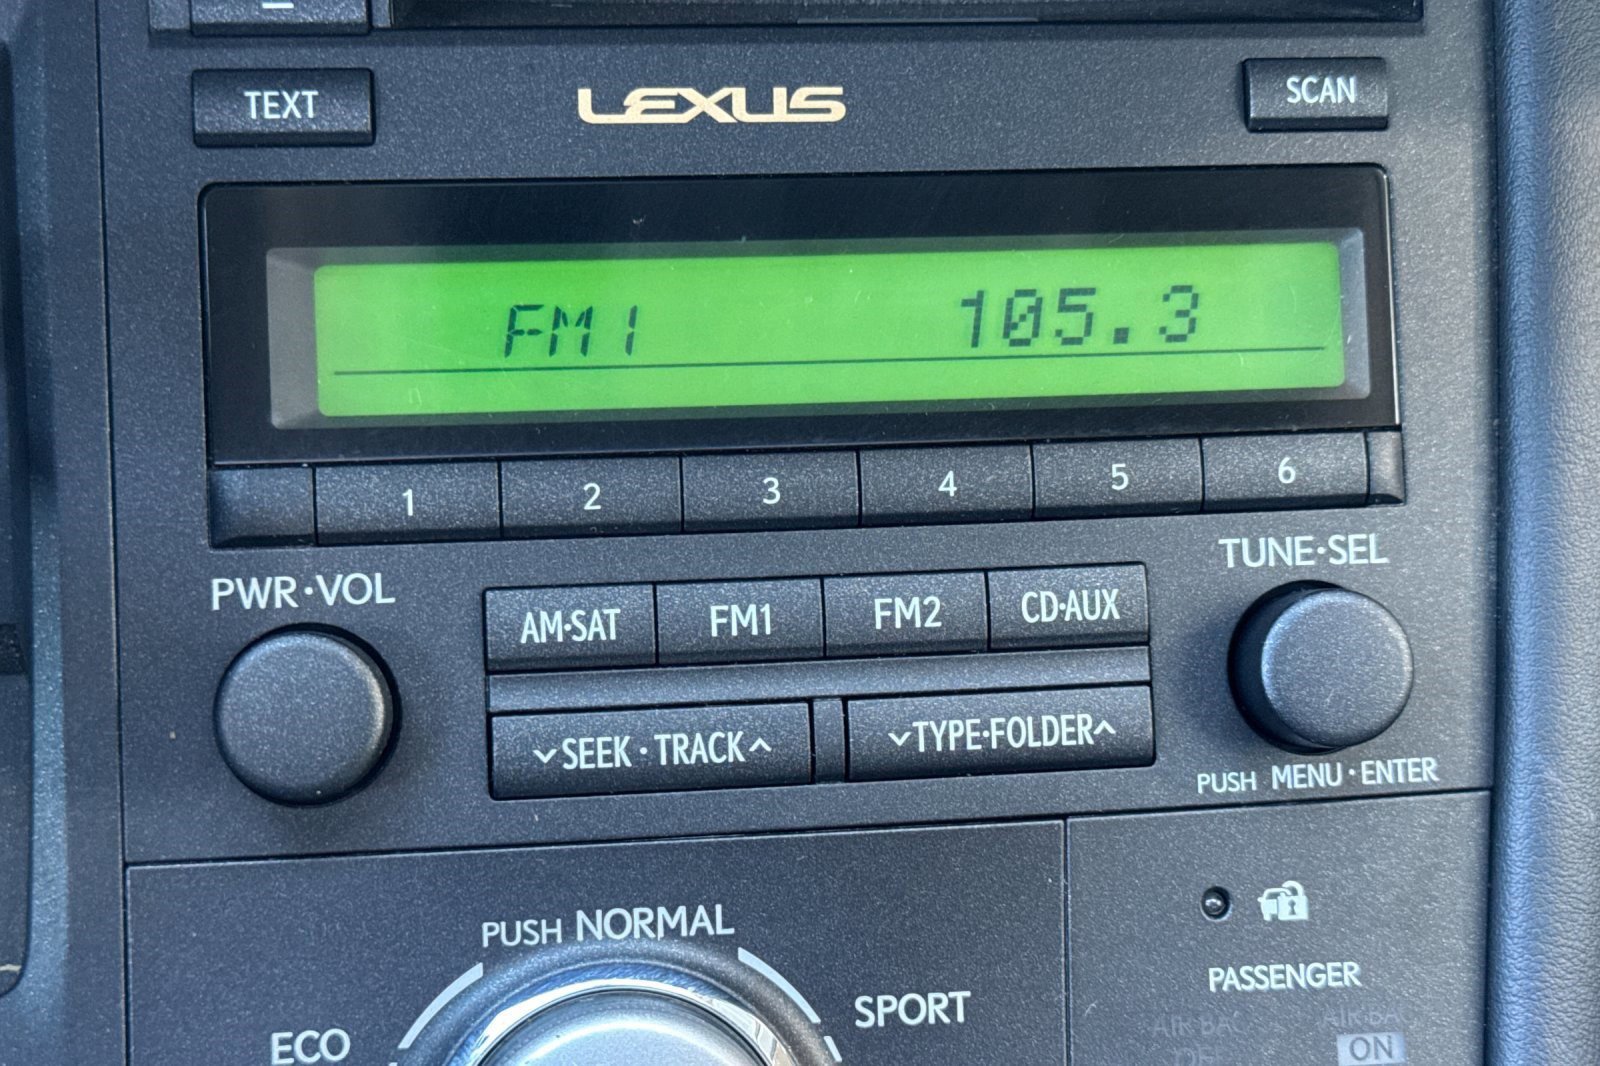 TEXT
LEXUS
SCAN
FM1 105.3
1 2 3 4 5 6
PWR·VOL
TUNE·SEL
AM·SAT FM1 FM2 CD·AUX
SEEK · TRACK
TYPE·FOLDER
PUSH MENU·ENTER
PUSH NORMAL
ECO
SPORT
PASSENGER
ON